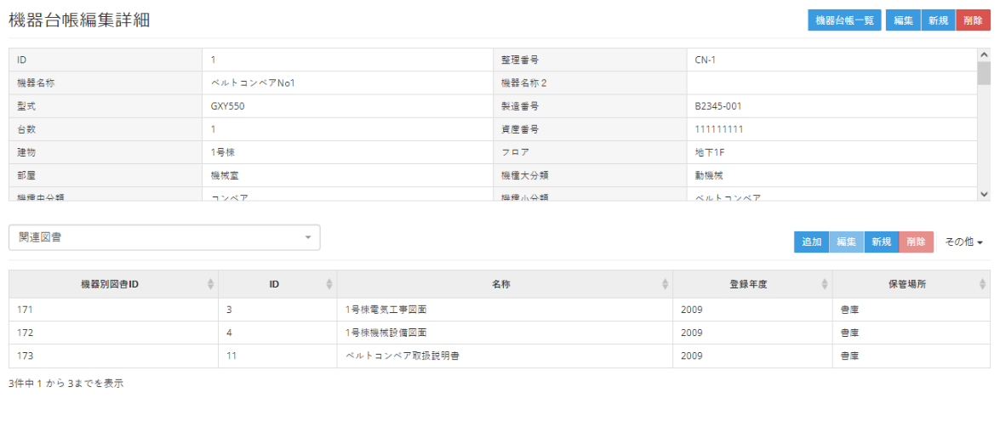 機器台帳編集詳細 機器台帳一覧 編集 新規 削除
ID 1 整理番号 CN-1
機器名称 ベルトコンベアNo1 機器名称２
型式 GXY550 製造番号 B2345-001
台数 1 資産番号 111111111
建物 1号棟 フロア 地下1F
部屋 機械室 機種大分類 動機械
機種中分類 コンベア 機種小分類 ベルトコンベア
関連図書 追加 編集 新規 削除 その他
機器別図書ID ID 名称 登録年度 保管場所
171 3 1号棟電気工事図面 2009 書庫
172 4 1号棟機械設備図面 2009 書庫
173 11 ベルトコンベア取扱説明書 2009 書庫
3件中 1 から 3までを表示